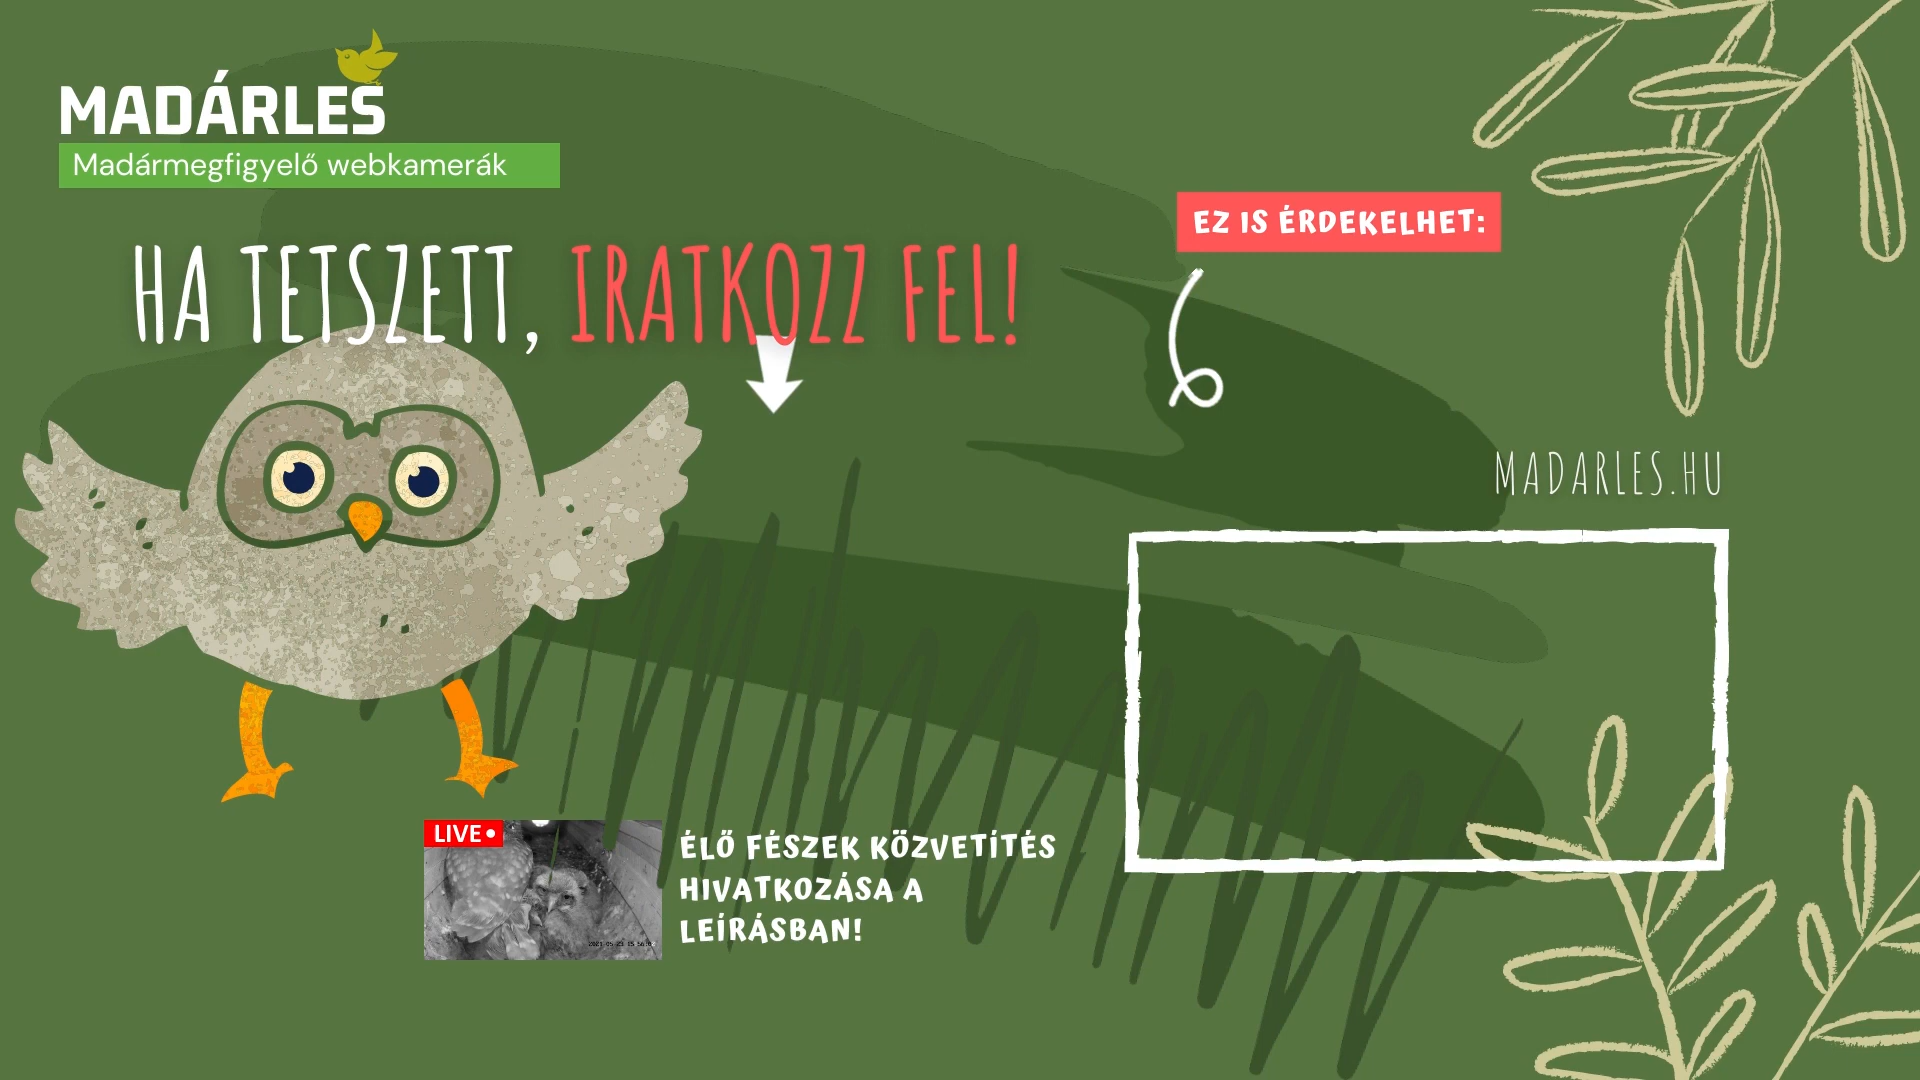 MADÁRLES
Madármegfigyelő webkamerák
EZ IS ÉRDEKELHET:
HA TETSZETT, IRATKOZZ FEL!
MADARLES.HU
LIVE
ÉLŐ FÉSZEK KÖZVETÍTÉS
HIVATKOZÁSA A
LEÍRÁSBAN!